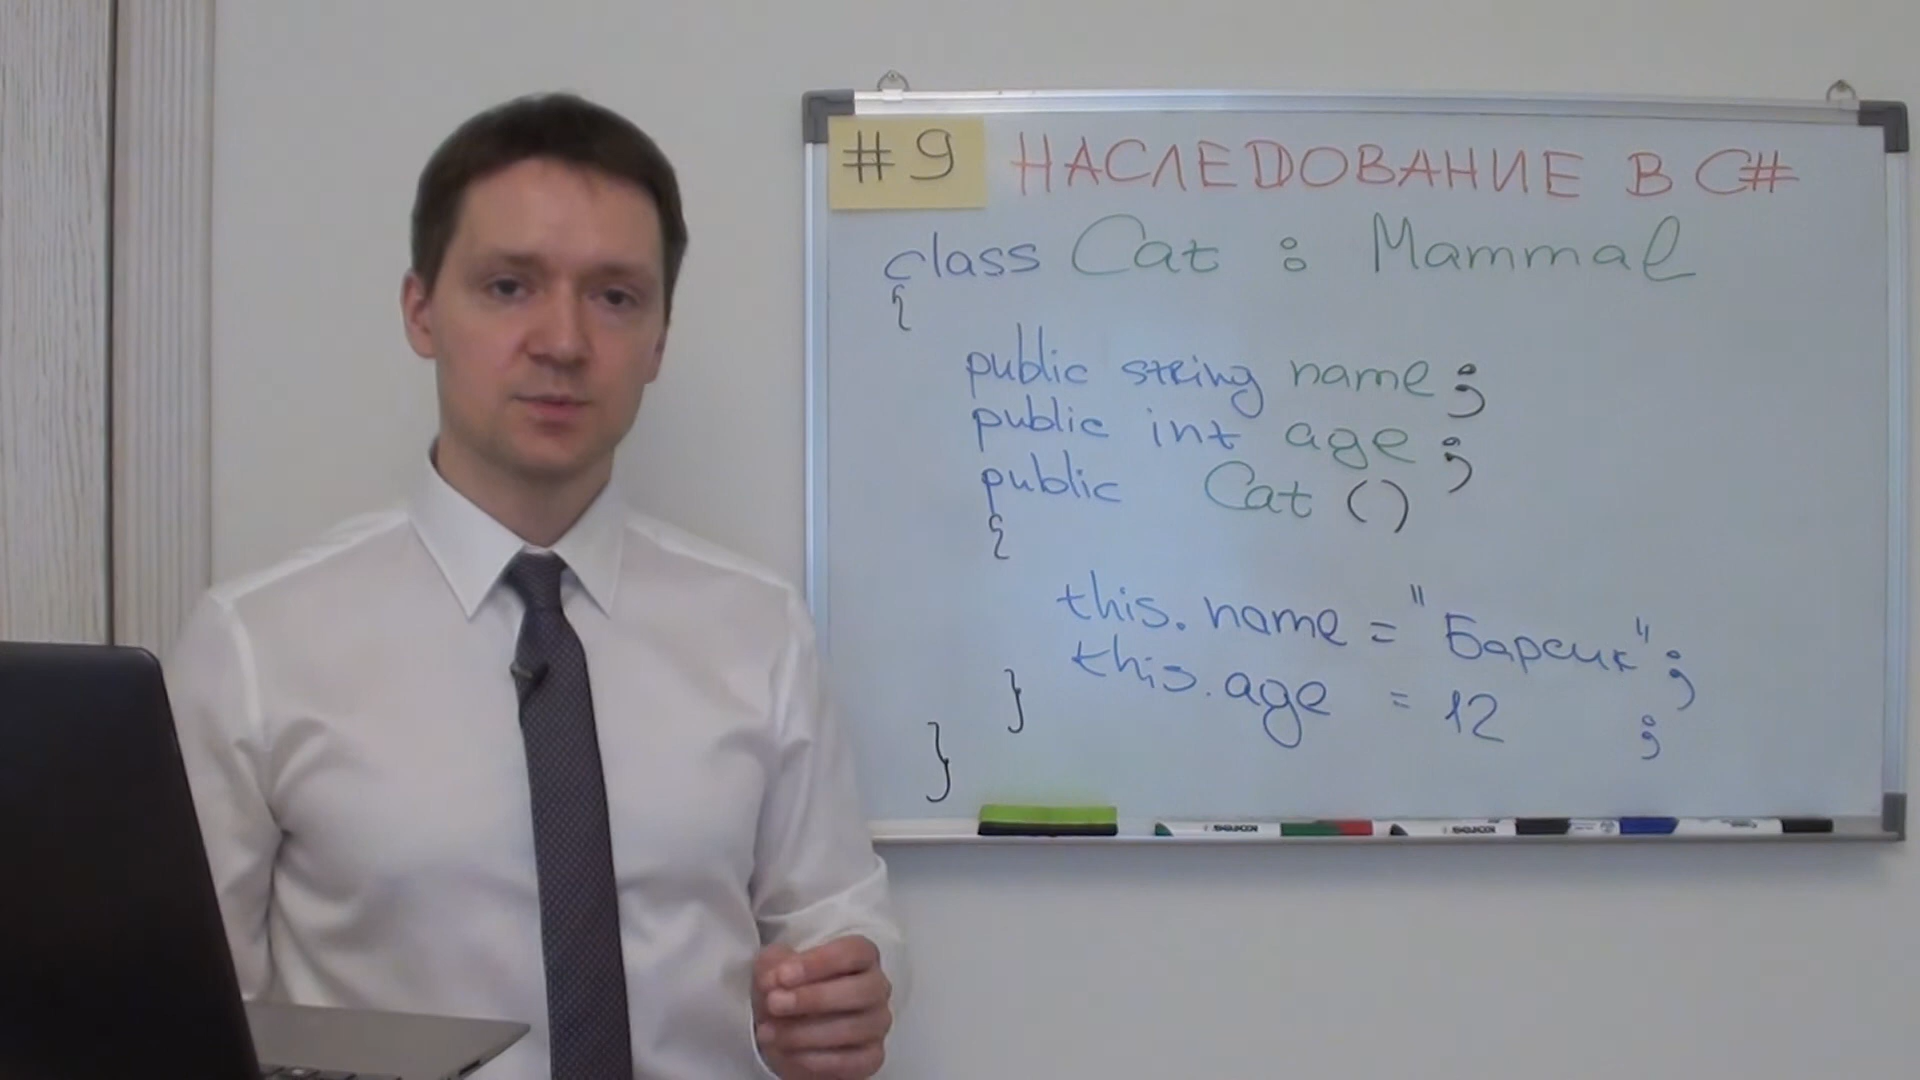 #9 НАСЛЕДОВАНИЕ В C#
class Cat : Mammal
{
public string name;
public int age;
public Cat ()
{
this.name = "Барсик";
this.age = 12 ;
}
}